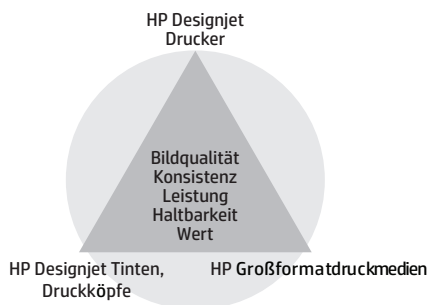 HP Designjet
Drucker
Bildqualität
Konsistenz
Leistung
Haltbarkeit
Wert
HP Designjet Tinten,
Druckköpfe
HP Großformatdruckmedien